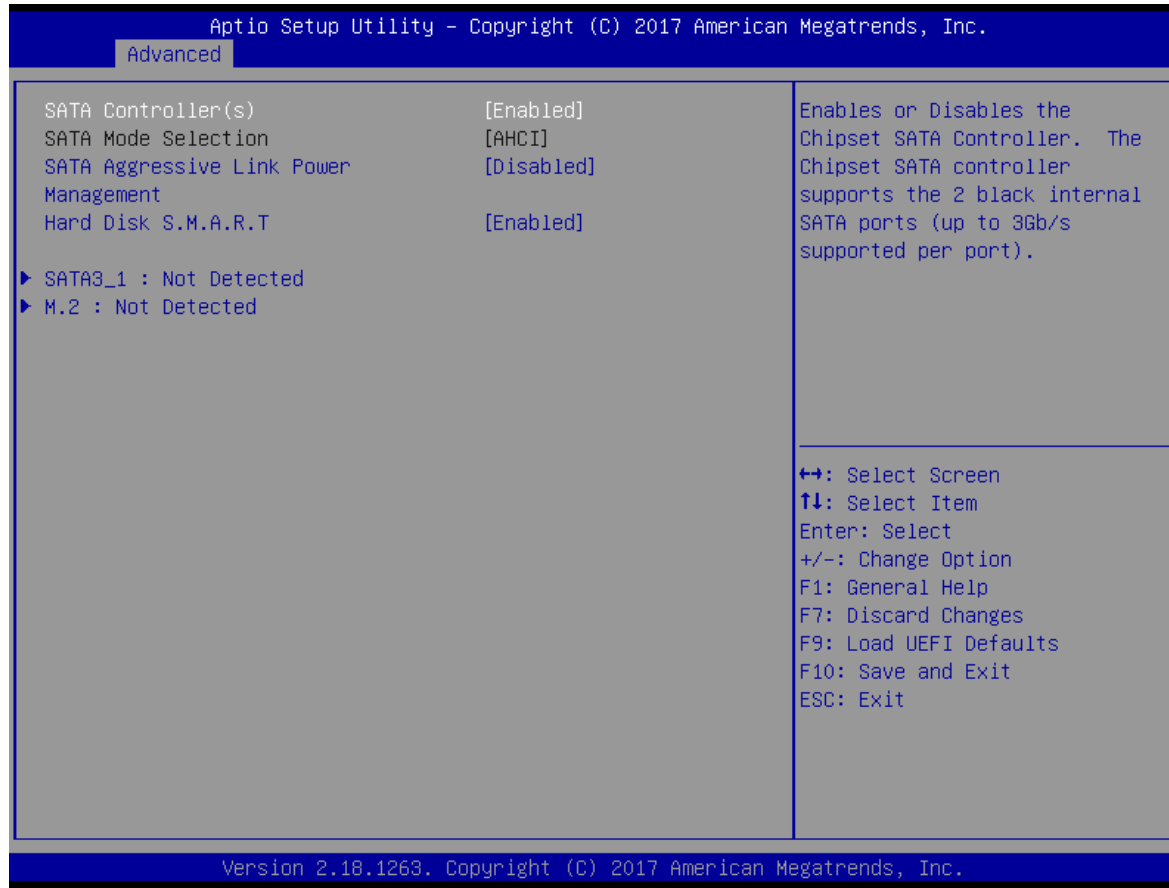 Aptio Setup Utility – Copyright (C) 2017 American Megatrends, Inc.
Advanced
SATA Controller(s) [Enabled]
SATA Mode Selection [AHCI]
SATA Aggressive Link Power [Disabled]
Management
Hard Disk S.M.A.R.T [Enabled]
SATA3_1 : Not Detected
M.2 : Not Detected
Enables or Disables the
Chipset SATA Controller. The
Chipset SATA controller
supports the 2 black internal
SATA ports (up to 3Gb/s
supported per port).
↔: Select Screen
↑↓: Select Item
Enter: Select
+/-: Change Option
F1: General Help
F7: Discard Changes
F9: Load UEFI Defaults
F10: Save and Exit
ESC: Exit
Version 2.18.1263. Copyright (C) 2017 American Megatrends, Inc.